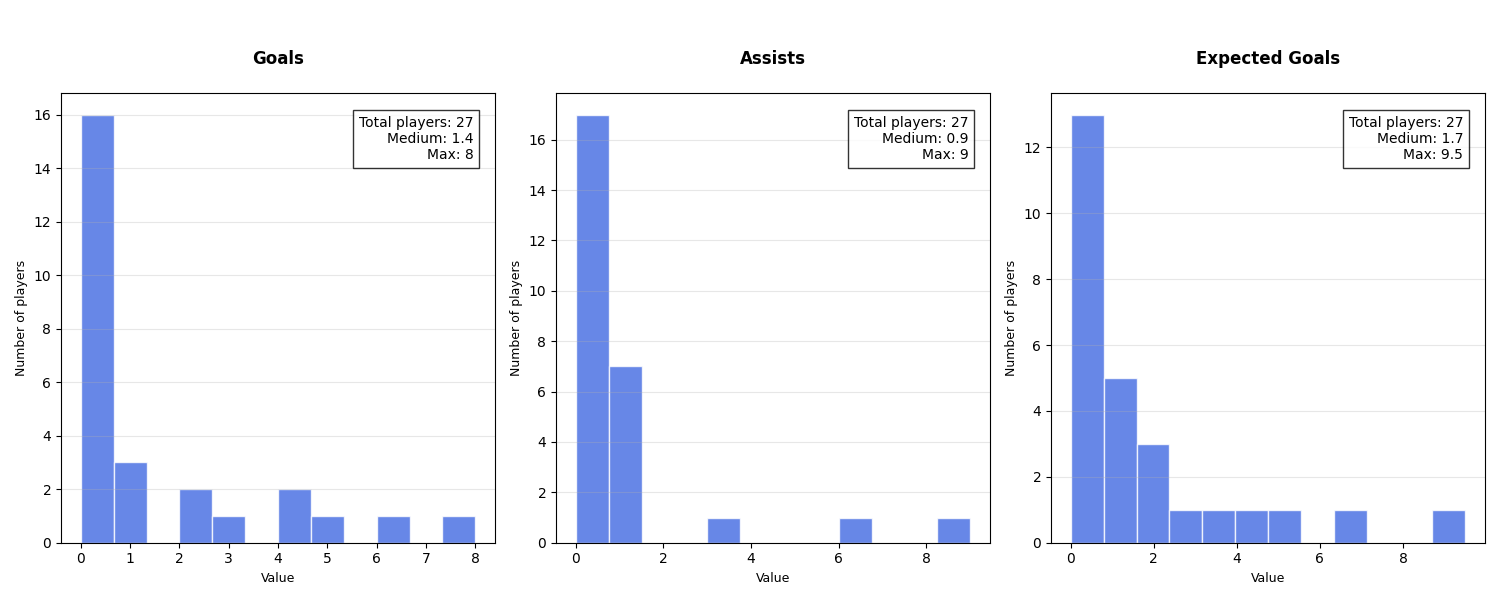 Goals
Total players: 27
Medium: 1.4
Max: 8
16
14
12
10
8
6
4
2
0
Number of players
0 1 2 3 4 5 6 7 8
Value
Assists
Total players: 27
Medium: 0.9
Max: 9
16
14
12
10
8
6
4
2
0
Number of players
0 2 4 6 8
Value
Expected Goals
Total players: 27
Medium: 1.7
Max: 9.5
12
10
8
6
4
2
0
Number of players
0 2 4 6 8
Value